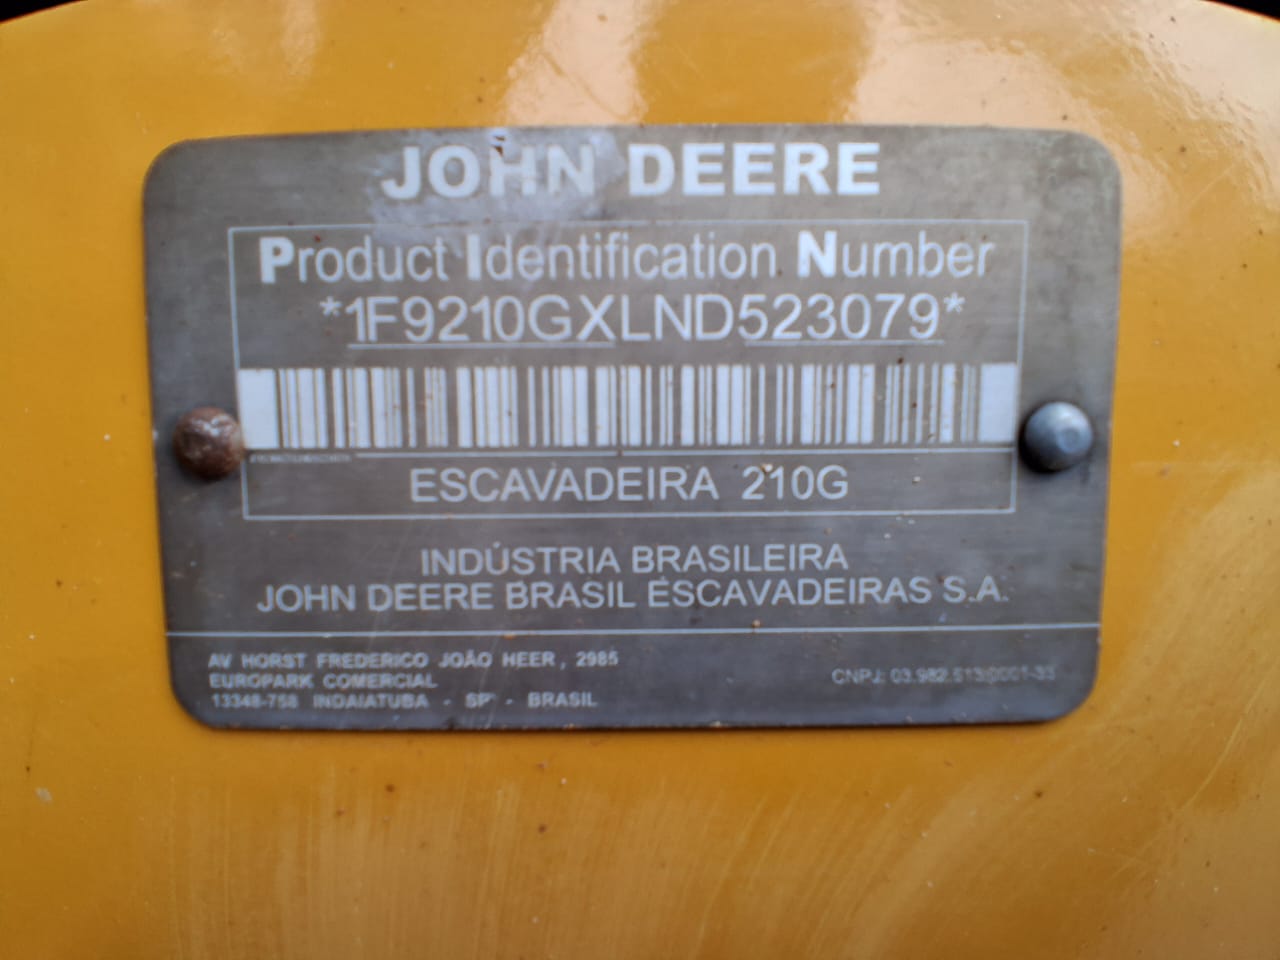 JOHN DEERE
Product Identification Number
*1F9210GXLND523079*
ESCAVADEIRA 210G
INDÚSTRIA BRASILEIRA
JOHN DEERE BRASIL ESCAVADEIRAS S.A.
AV HORST FREDERICO JOÃO HEER, 2985
EUROPARK COMERCIAL
13348-758 INDAIATUBA - SP - BRASIL
CNPJ: